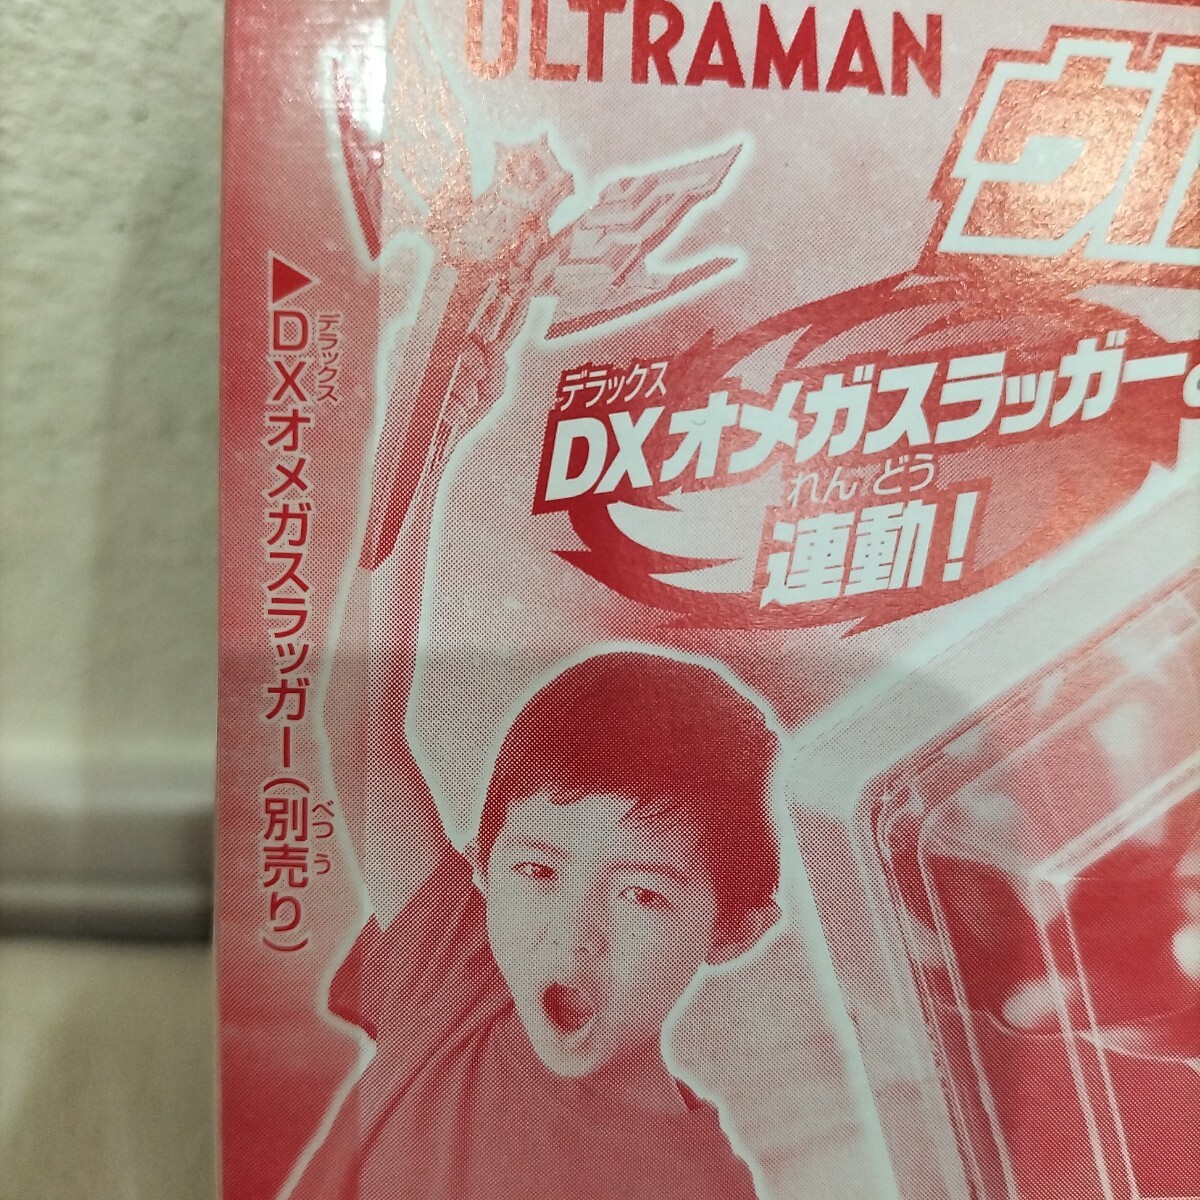 ULTRAMAN
ウル
デラックス
DXオメガスラッガー
れんどう
連動！
デラックス
▶DXオメガスラッガー（別売り）
べつう